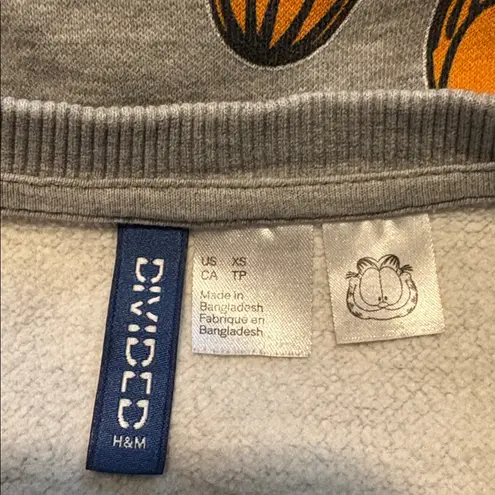 DIVIDED
H&M
US XS
CA TP
Made in
Bangladesh
Fabriqué en
Bangladesh